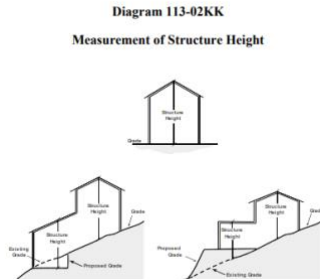 Diagram 113-02KK
Measurement of Structure Height
Structure
Height
Grade
Structure
Height
Grade
Structure
Height
Existing
Grade
Proposed Grade
Structure
Height
Grade
Structure
Height
Proposed
Grade
Existing Grade